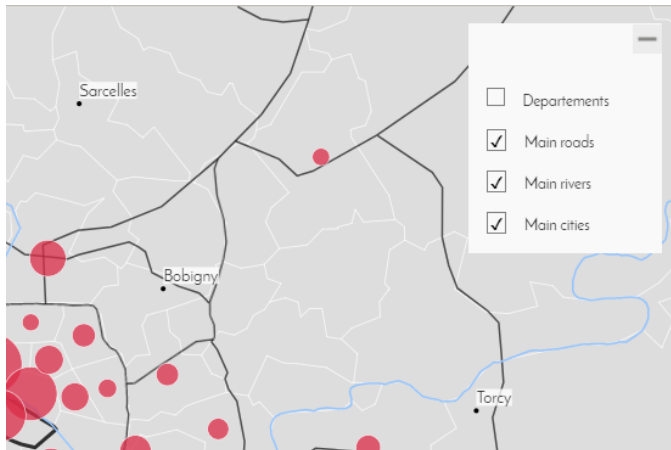 Sarcelles
Departements
Main roads
Main rivers
Main cities
Bobigny
Torcy